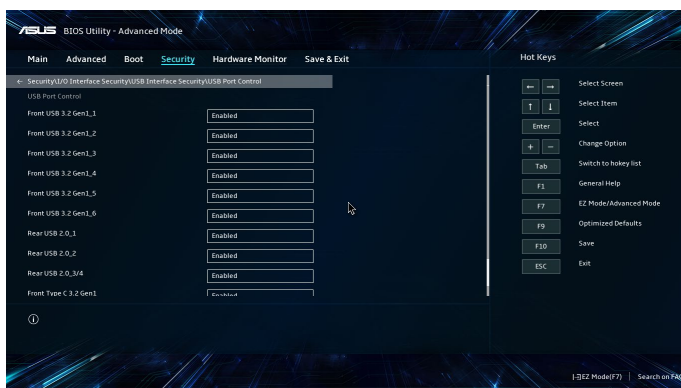 ASUS BIOS Utility - Advanced Mode
Main Advanced Boot Security Hardware Monitor Save & Exit
Hot Keys
← Security\I/O Interface Security\USB Interface Security\USB Port Control
USB Port Control
Front USB 3.2 Gen1_1 Enabled
Front USB 3.2 Gen1_2 Enabled
Front USB 3.2 Gen1_3 Enabled
Front USB 3.2 Gen1_4 Enabled
Front USB 3.2 Gen1_5 Enabled
Front USB 3.2 Gen1_6 Enabled
Rear USB 2.0_1 Enabled
Rear USB 2.0_2 Enabled
Rear USB 2.0_3/4 Enabled
Front Type C 3.2 Gen1 Enabled
← → Select Screen
↑ ↓ Select Item
Enter Select
+ − Change Option
Tab Switch to hokey list
F1 General Help
F7 EZ Mode/Advanced Mode
F9 Optimized Defaults
F10 Save
ESC Exit
EZ Mode(F7) | Search on FAQ